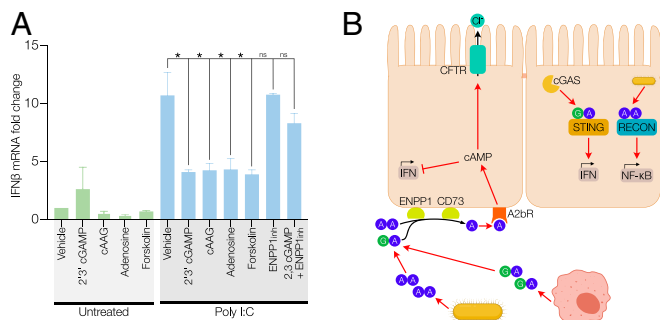 A
IFNβ mRNA fold change
15
10
5
0
* * * * ns ns
Vehicle
2'3' cGAMP
cAAG
Adenosine
Forskolin
Vehicle
2'3' cGAMP
cAAG
Adenosine
Forskolin
ENPP1inh
2,3 cGAMP
+ ENPP1inh
Untreated
Poly I:C
B
Cl-
CFTR
cGAS
G A
A A
STING
RECON
cAMP
IFN
IFN
NF-κB
ENPP1 CD73
A2bR
A A
G A
A
A
A A
A A
G A
G A